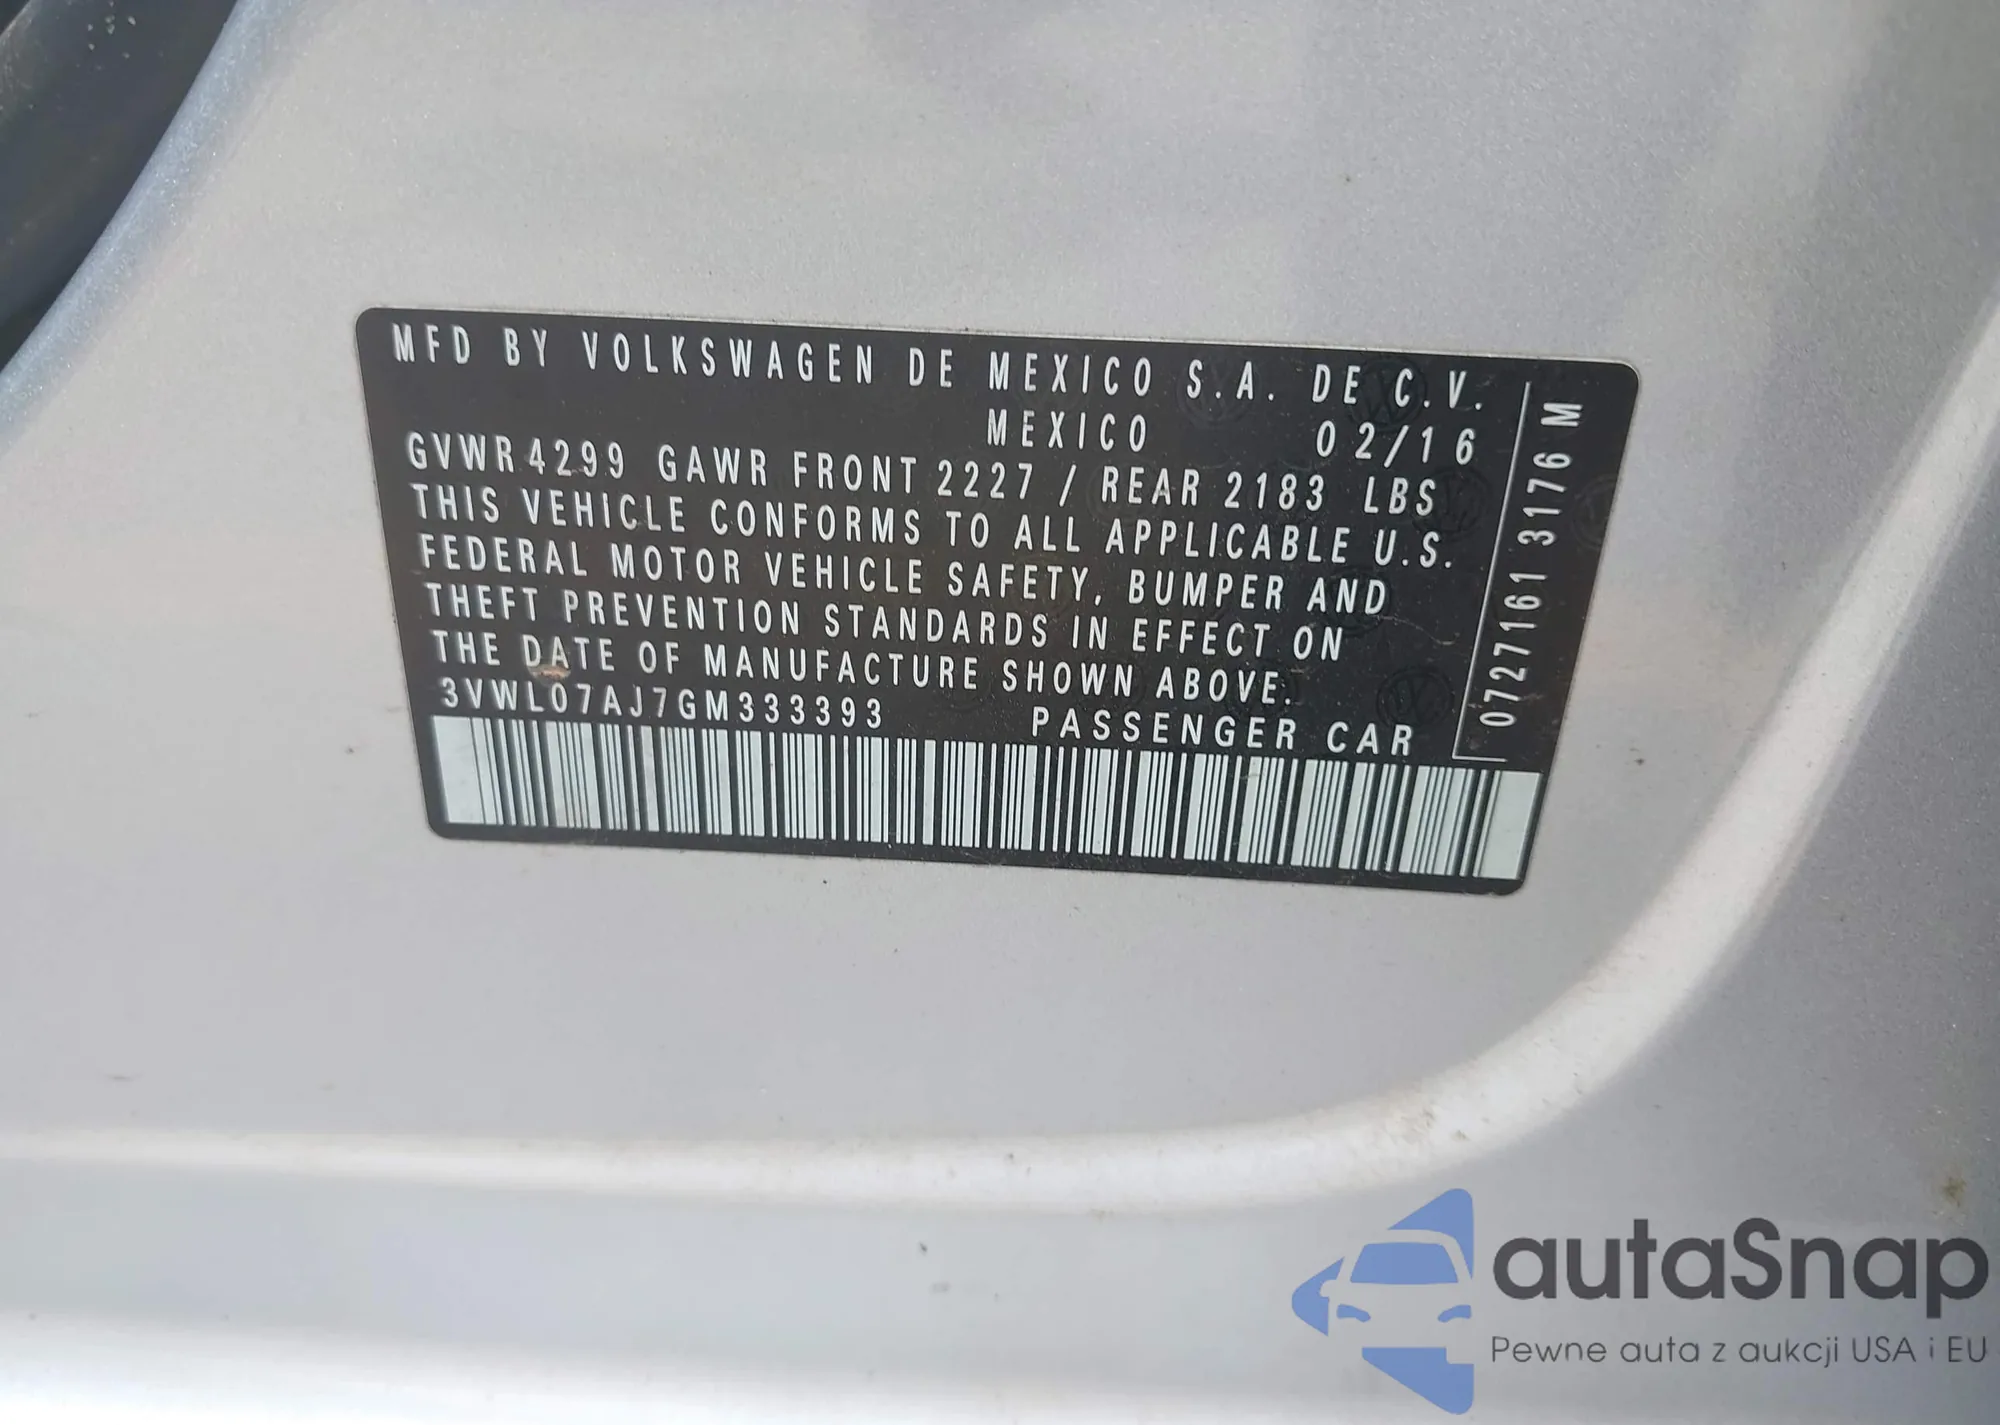 MFD BY VOLKSWAGEN DE MEXICO S.A. DE C.V.
MEXICO 02/16
GVWR 4299 GAWR FRONT 2227 / REAR 2183 LBS
THIS VEHICLE CONFORMS TO ALL APPLICABLE U.S.
FEDERAL MOTOR VEHICLE SAFETY, BUMPER AND
THEFT PREVENTION STANDARDS IN EFFECT ON
THE DATE OF MANUFACTURE SHOWN ABOVE.
3VWL07AJ7GM333393 PASSENGER CAR
0727161 3176 M
autaSnap
Pewne auta z aukcji USA i EU